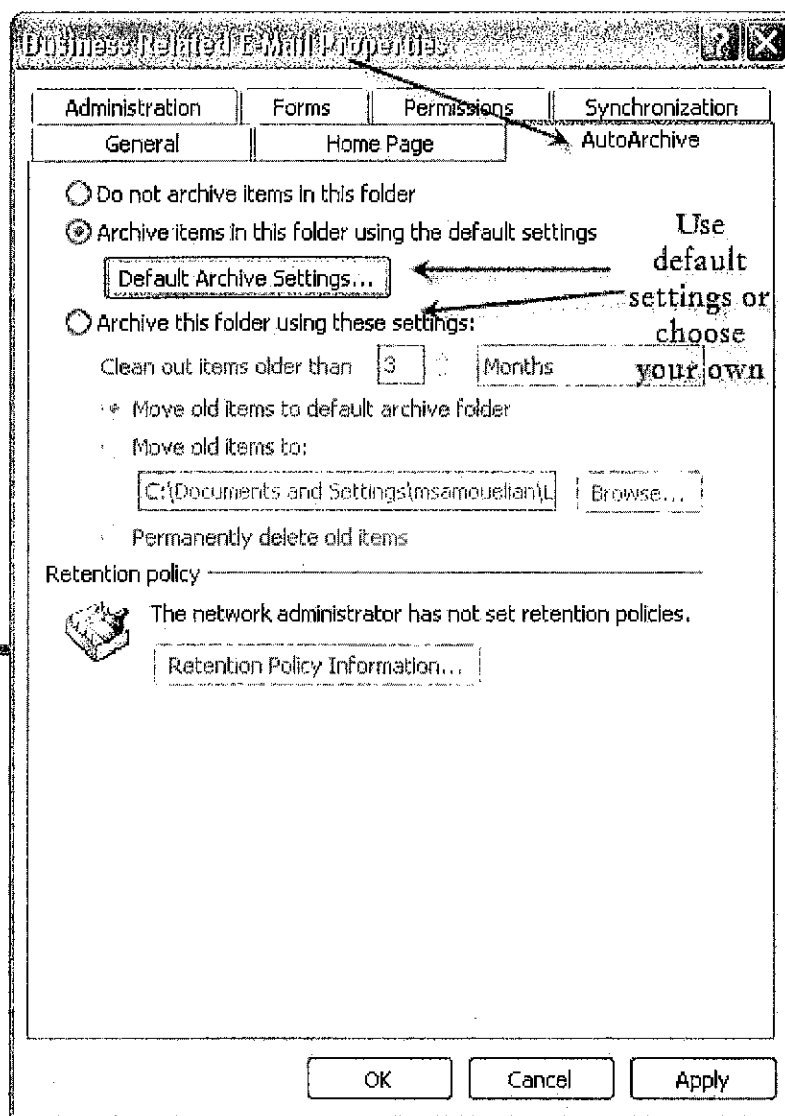 Business Related E-Mail Properties
Administration Forms Permissions Synchronization
General Home Page AutoArchive
Do not archive items in this folder
Archive items in this folder using the default settings
Default Archive Settings...
Use
default
settings or
choose
your own
Archive this folder using these settings:
Clean out items older than 3 Months
Move old items to default archive folder
Move old items to:
C:\Documents and Settings\msamouelian\L Browse...
Permanently delete old items
Retention policy
The network administrator has not set retention policies.
Retention Policy Information...
OK Cancel Apply